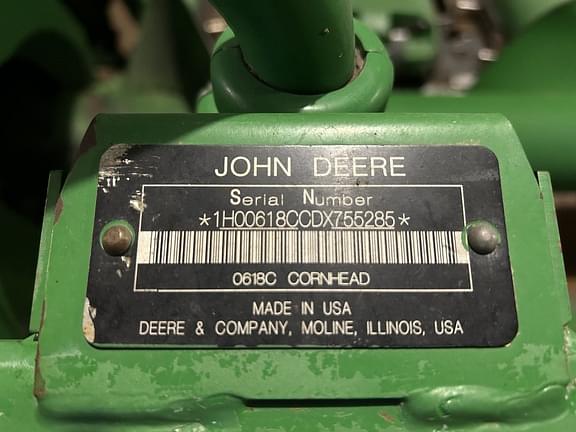 JOHN DEERE
Serial Number
*1H00618CCDX755285*
0618C CORNHEAD
MADE IN USA
DEERE & COMPANY, MOLINE, ILLINOIS, USA